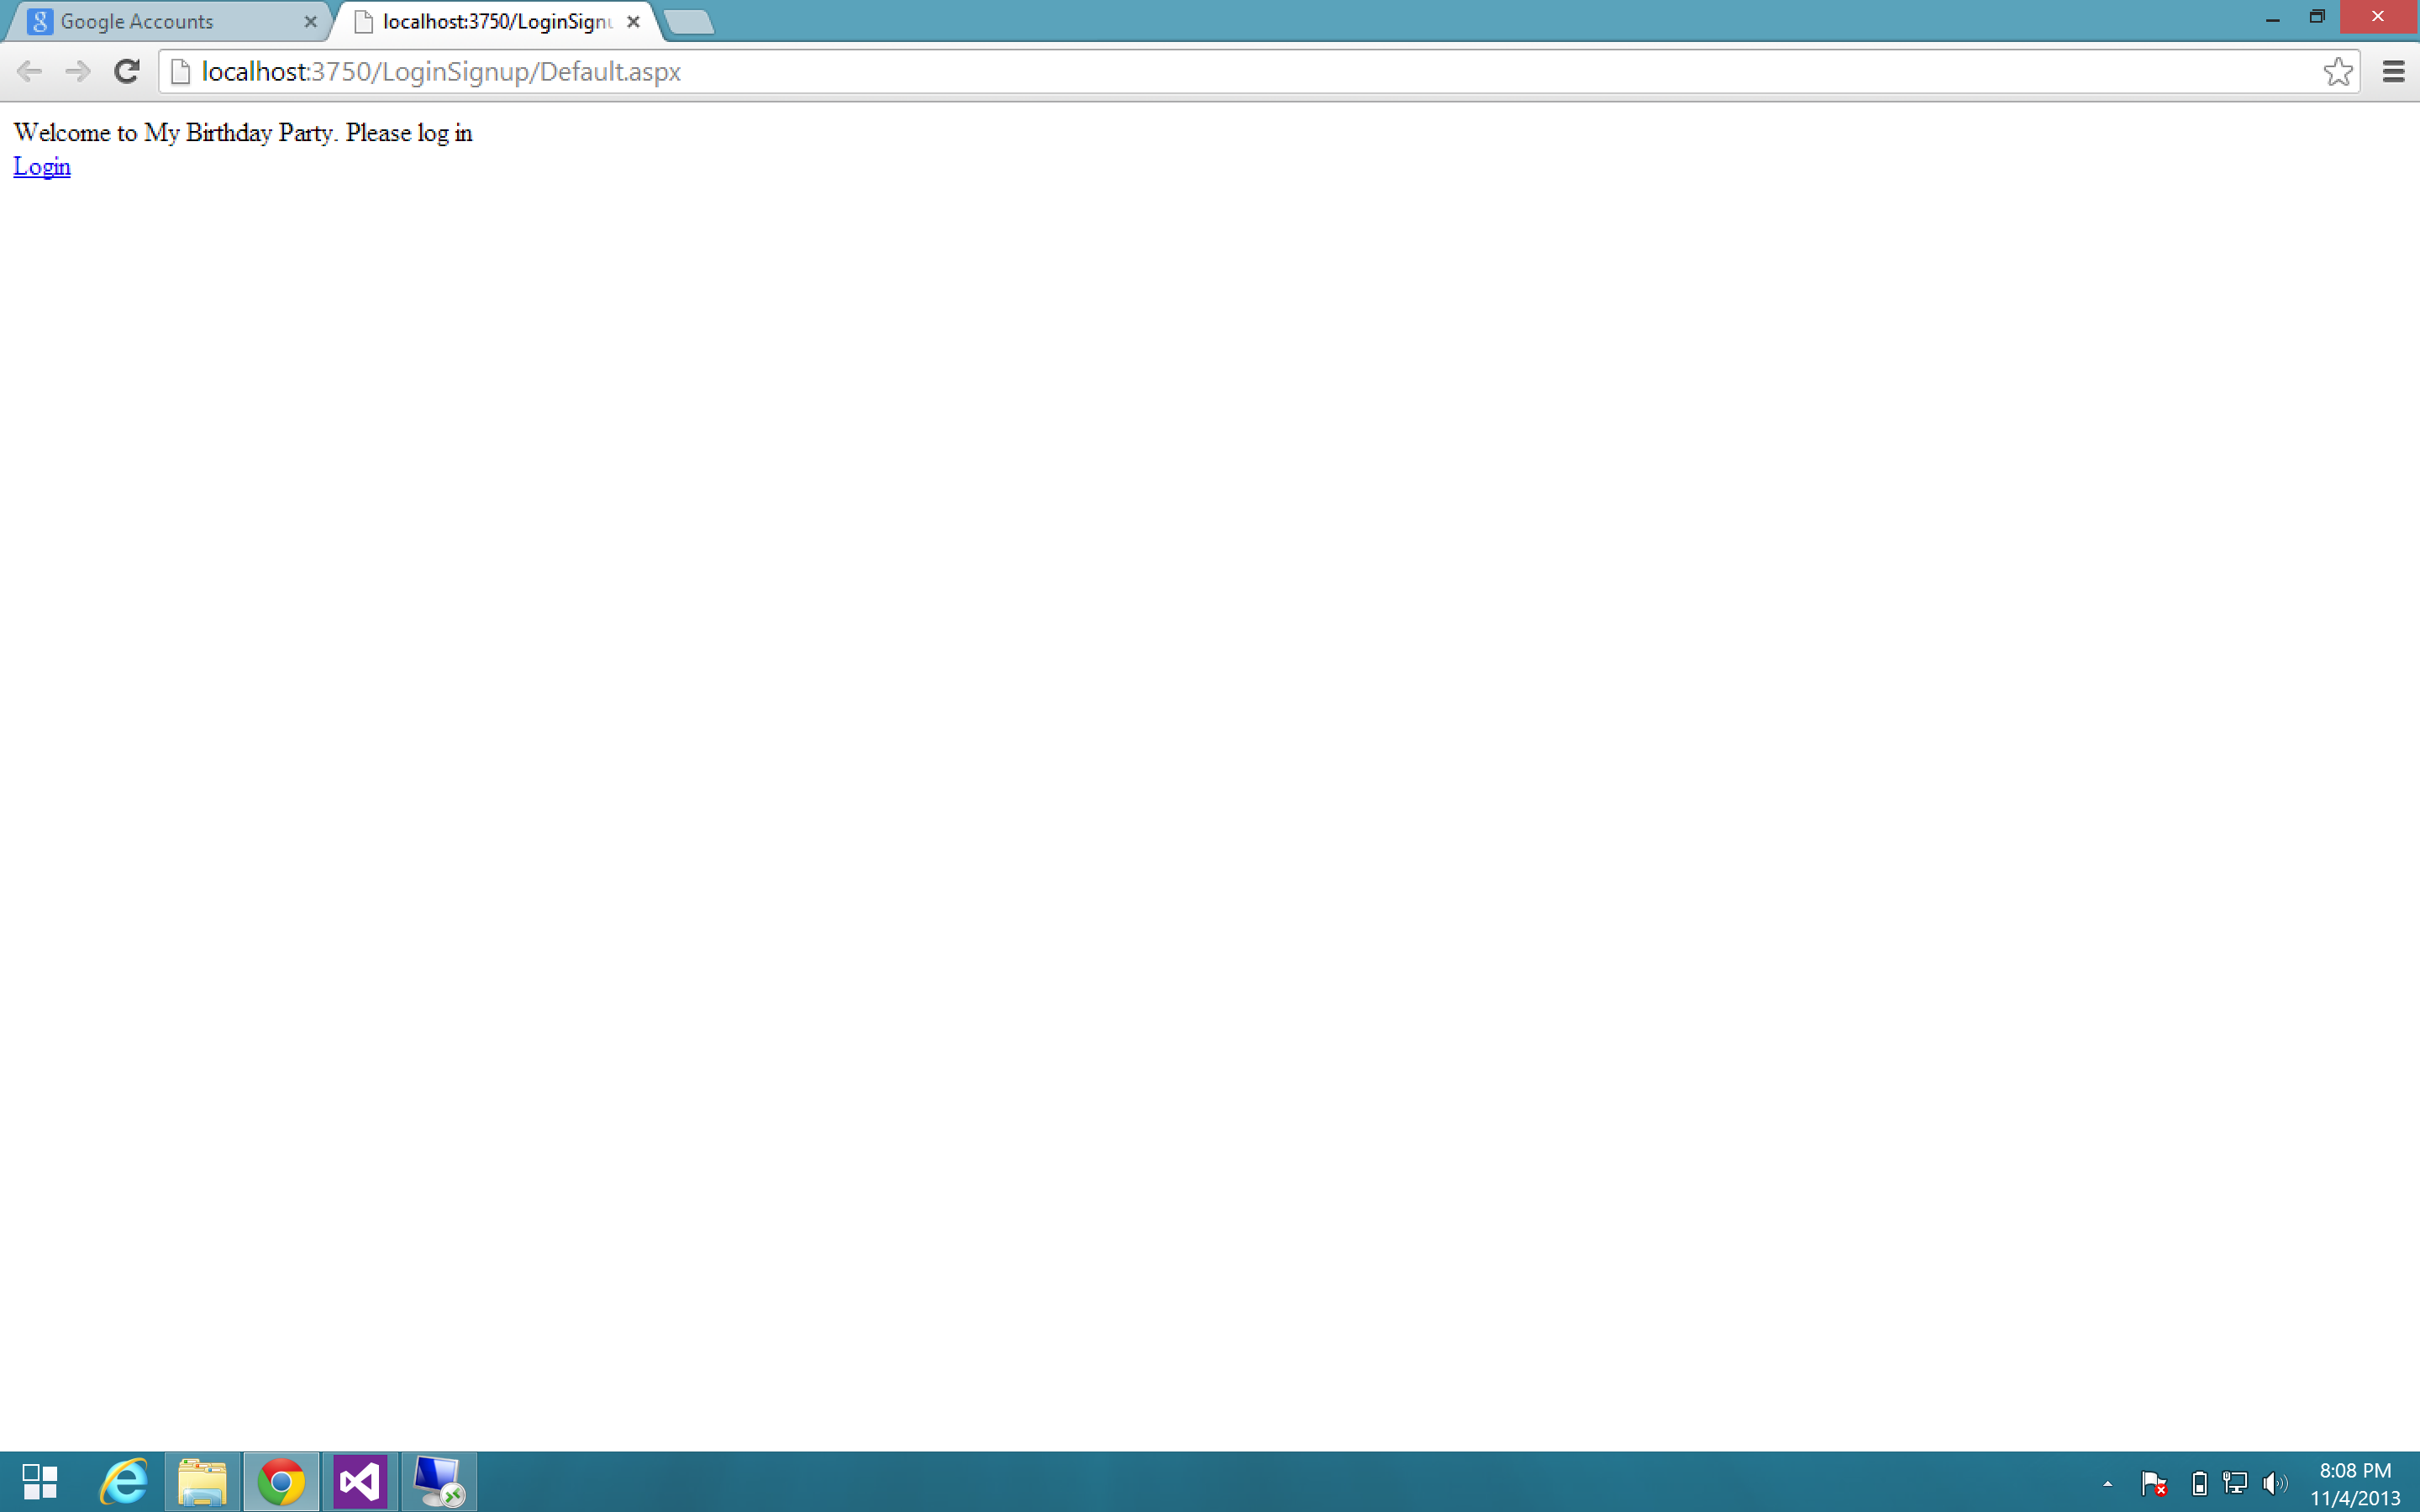 Google Accounts
localhost:3750/LoginSignu
localhost:3750/LoginSignup/Default.aspx
Welcome to My Birthday Party. Please log in
Login
8:08 PM
11/4/2013